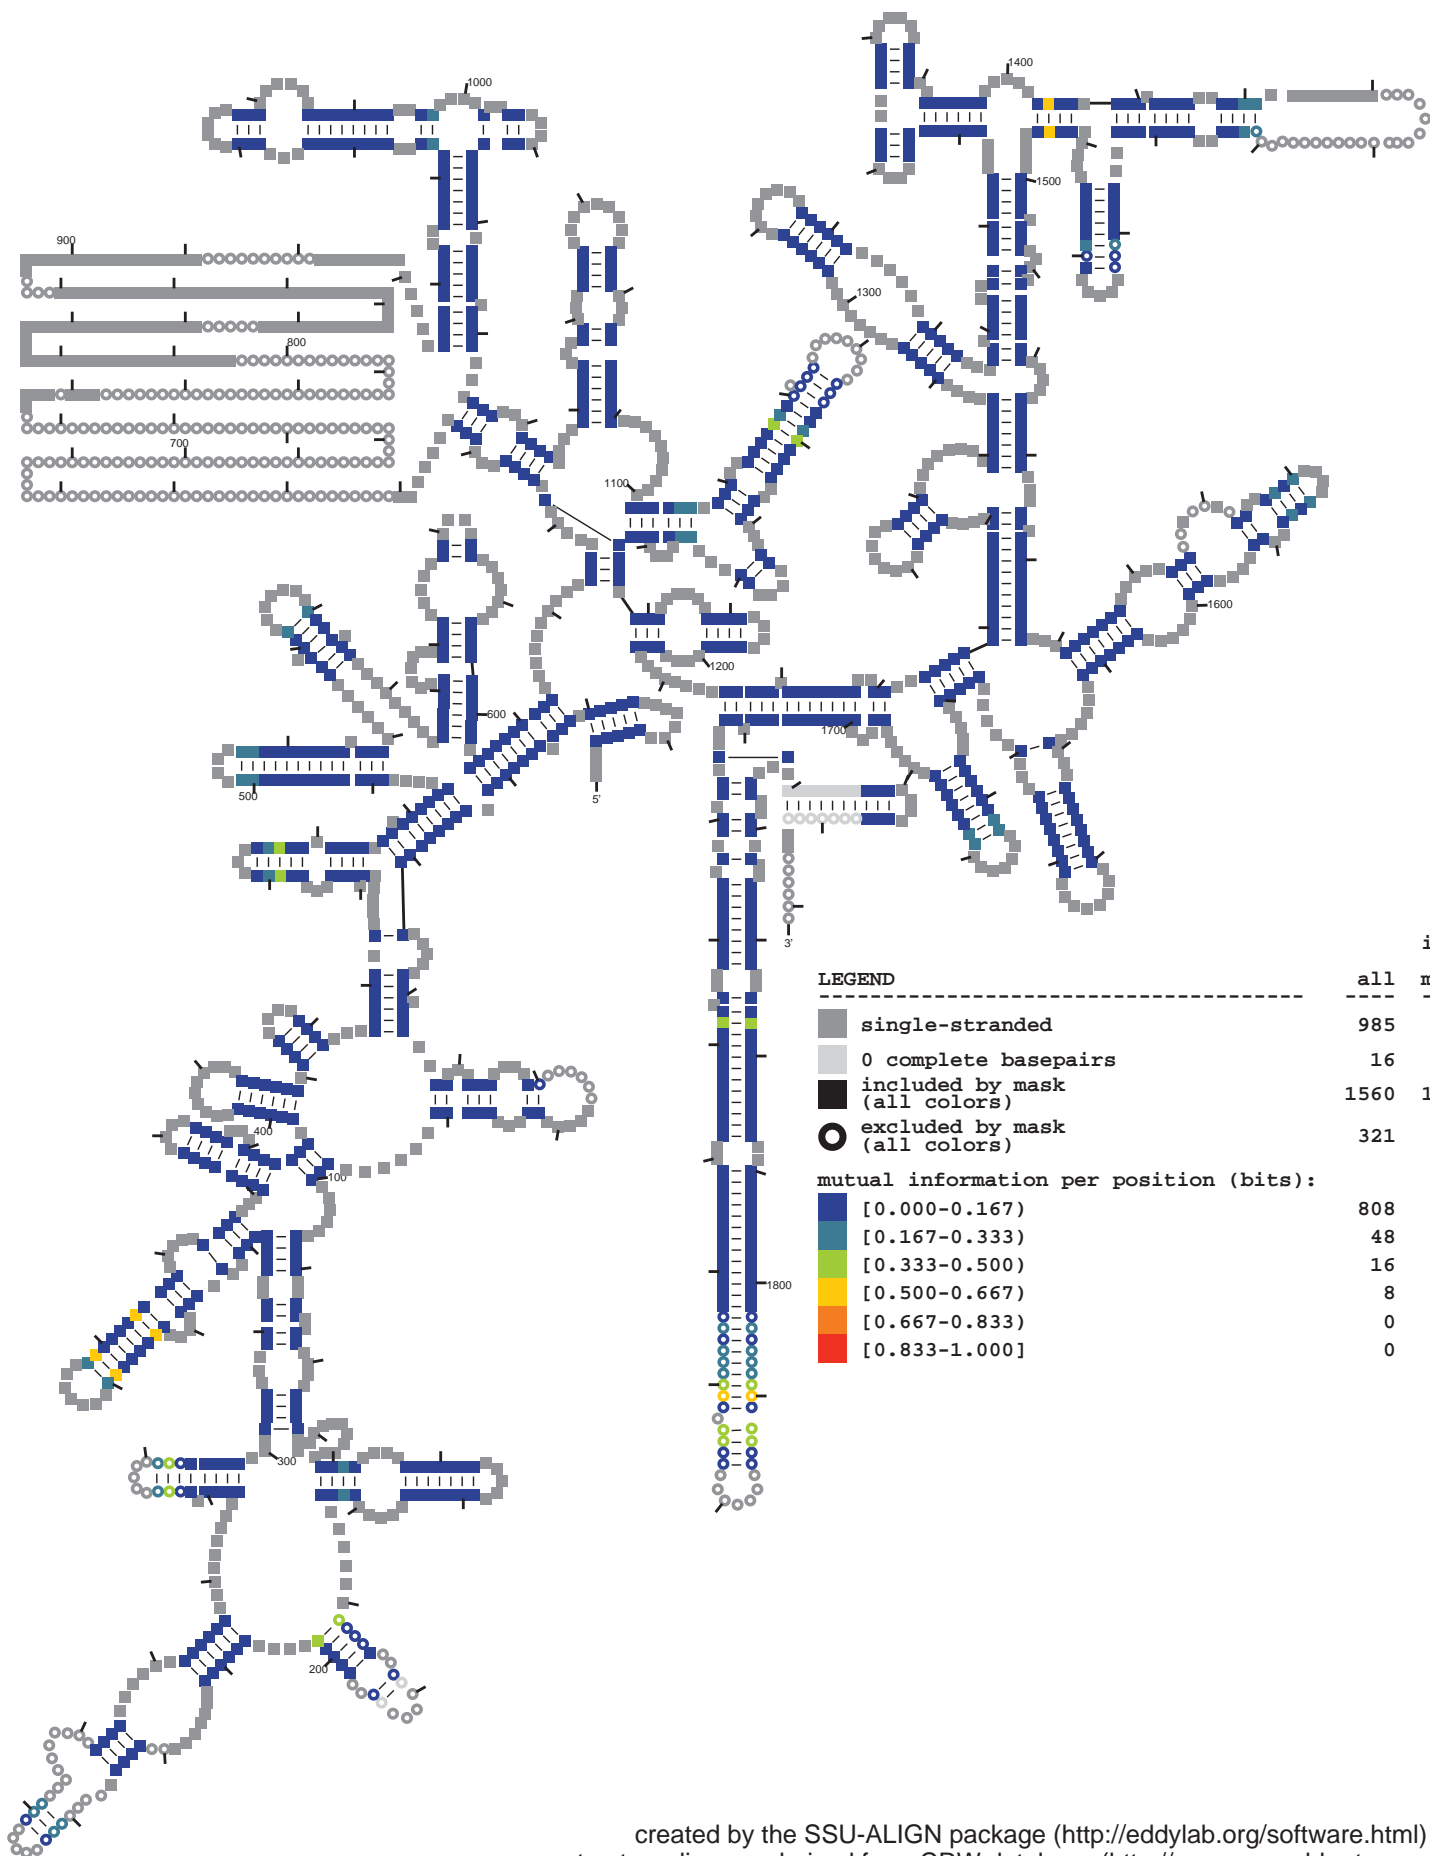 1000
1400
1500
900
1300
800
700
1100
1600
1200
600
1700
500
5'
3'
i
LEGEND all m
single-stranded 985
0 complete basepairs 16
included by mask
(all colors) 1560 1
excluded by mask
(all colors) 321
mutual information per position (bits):
[0.000-0.167) 808
[0.167-0.333) 48
[0.333-0.500) 16
[0.500-0.667) 8
[0.667-0.833) 0
[0.833-1.000] 0
400
100
1800
300
200
created by the SSU-ALIGN package (http://eddylab.org/software.html)